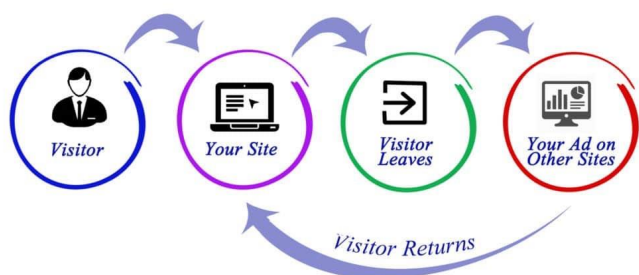 Visitor
Your Site
Visitor
Leaves
Your Ad on
Other Sites
Visitor Returns